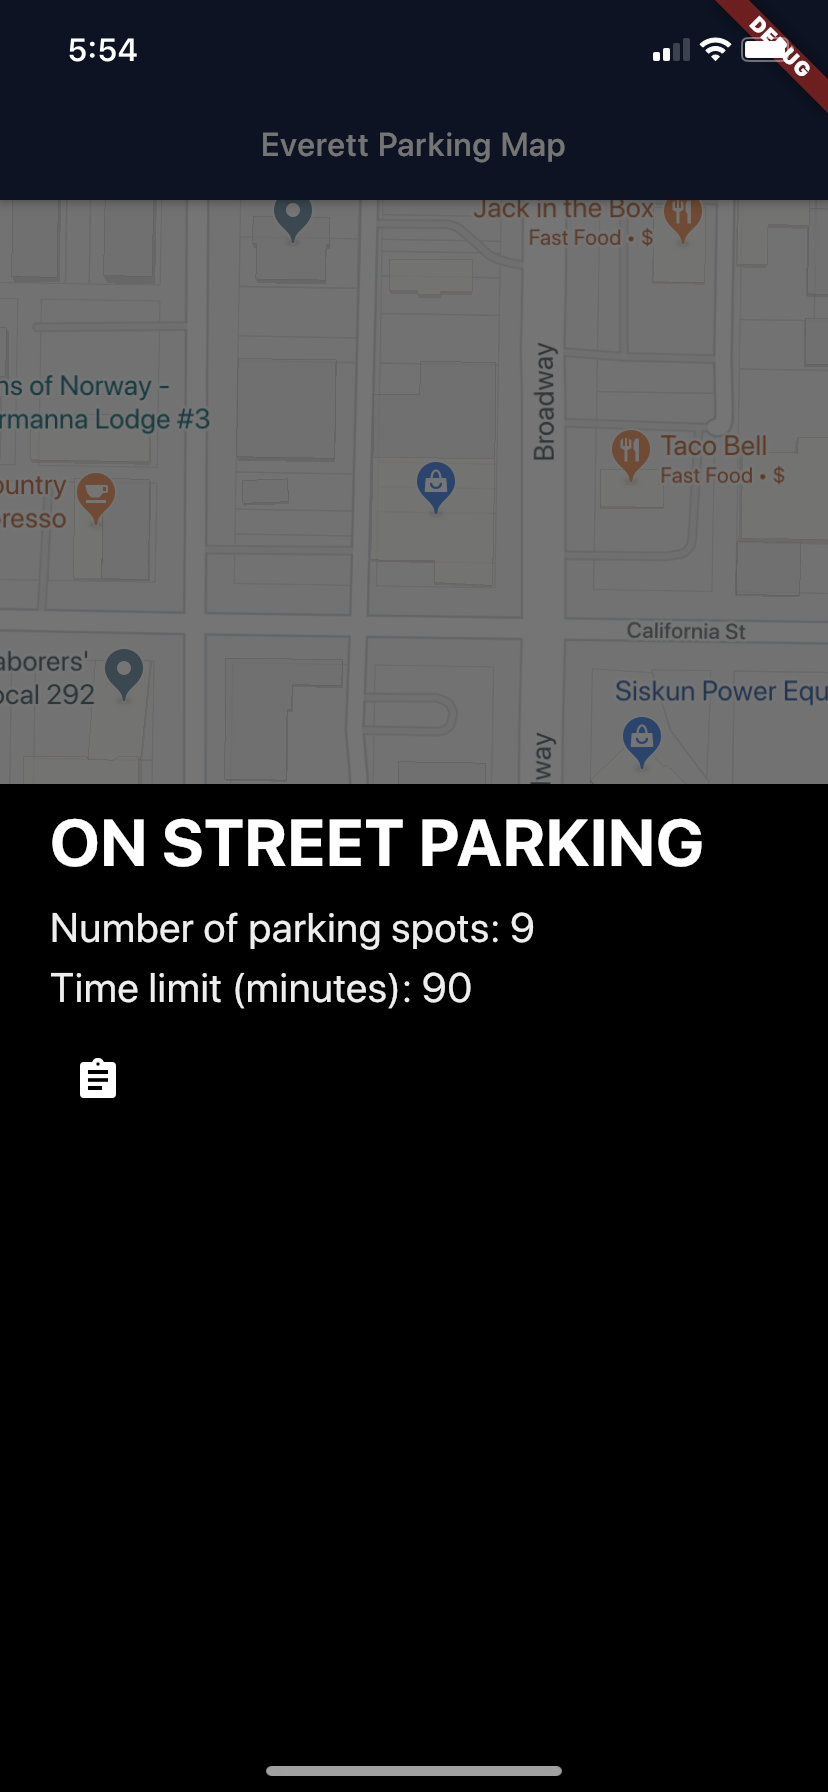 5:54
DEBUG
Everett Parking Map
Jack in the Box
Fast Food • $
Broadway
ns of Norway -
rmanna Lodge #3
Taco Bell
Fast Food • $
ountry
resso
California St
aborers'
ocal 292
Siskun Power Equ
lway
ON STREET PARKING
Number of parking spots: 9
Time limit (minutes): 90